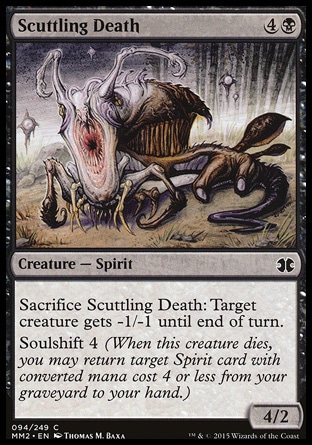 Scuttling Death 4
Creature — Spirit
Sacrifice Scuttling Death: Target
creature gets -1/-1 until end of turn.
Soulshift 4 (When this creature dies,
you may return target Spirit card with
converted mana cost 4 or less from your
graveyard to your hand.)
094/249 C
MM2 • EN Thomas M. Baxa
™ & © 2015 Wizards of the Coast
4/2